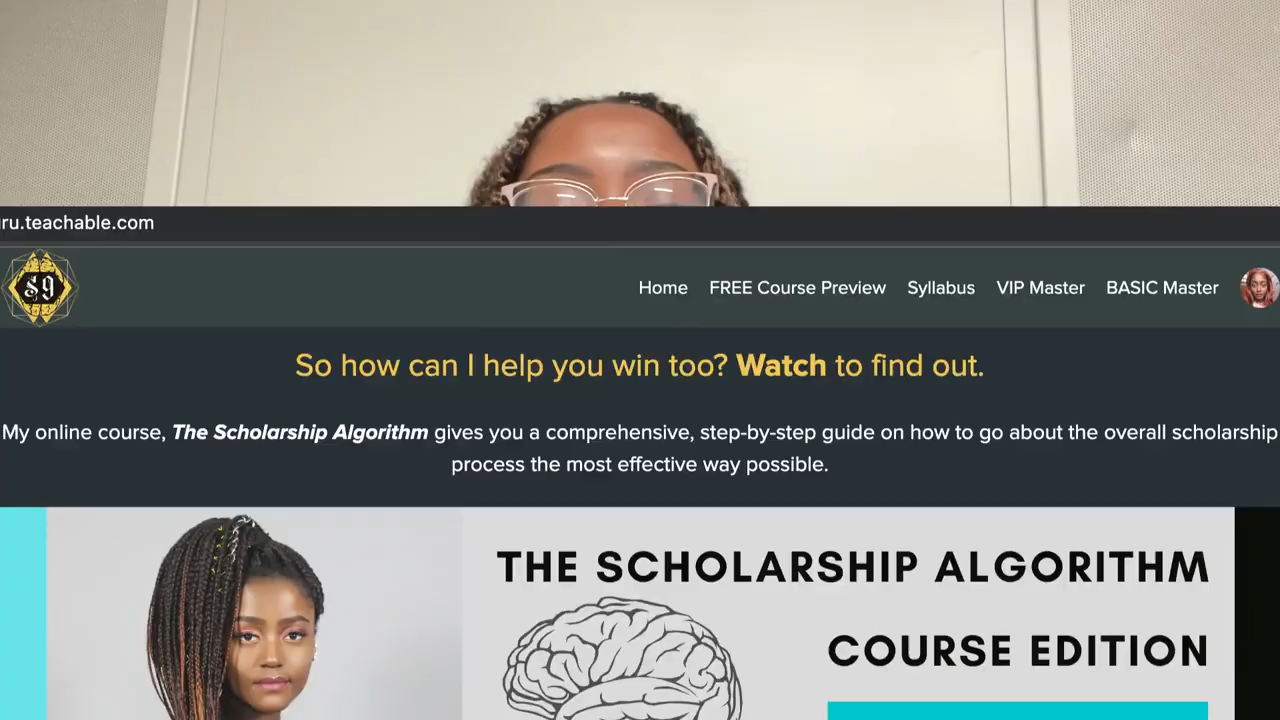 ru.teachable.com
Sg
Home FREE Course Preview Syllabus VIP Master BASIC Master
So how can I help you win too? Watch to find out.
My online course, The Scholarship Algorithm gives you a comprehensive, step-by-step guide on how to go about the overall scholarship
process the most effective way possible.
THE SCHOLARSHIP ALGORITHM
COURSE EDITION